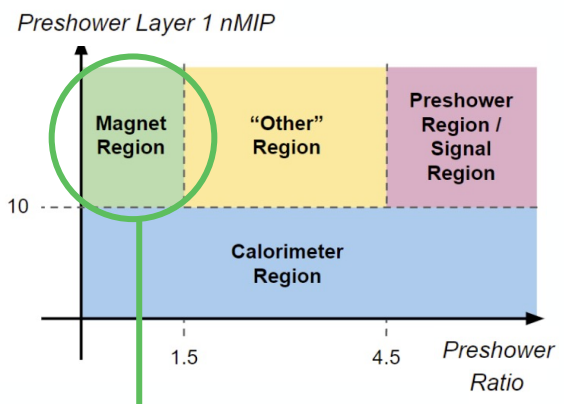 Preshower Layer 1 nMIP
Magnet
Region
“Other”
Region
Preshower
Region /
Signal
Region
10
Calorimeter
Region
1.5
4.5
Preshower
Ratio